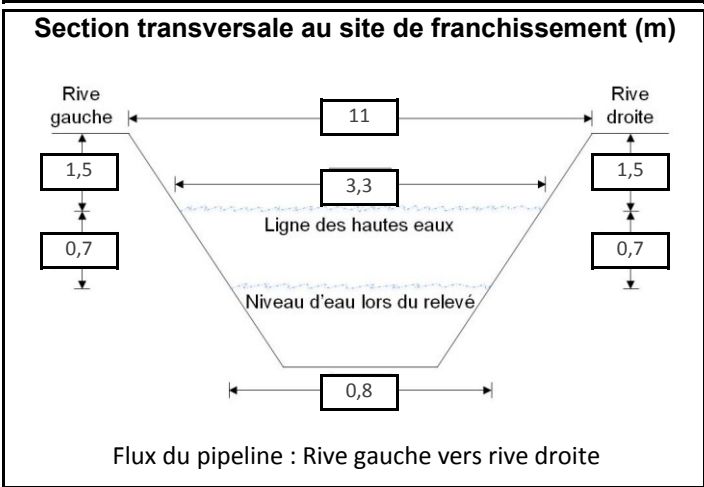 Section transversale au site de franchissement (m)
Rive gauche
11
Rive droite
1,5
3,3
1,5
Ligne des hautes eaux
0,7
0,7
Niveau d'eau lors du relevé
0,8
Flux du pipeline : Rive gauche vers rive droite